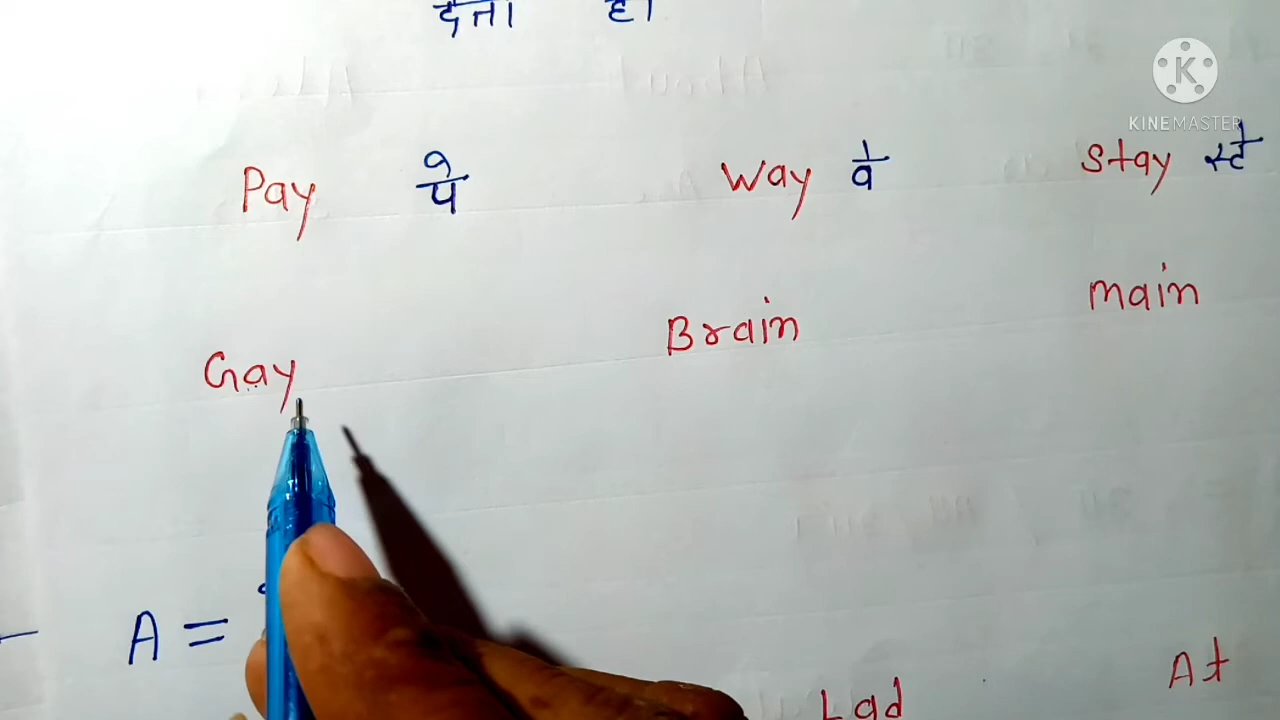 देता है।
Pay पे Way वे Stay स्टे
Gay Brain main
A =
Lad At
KINEMASTER